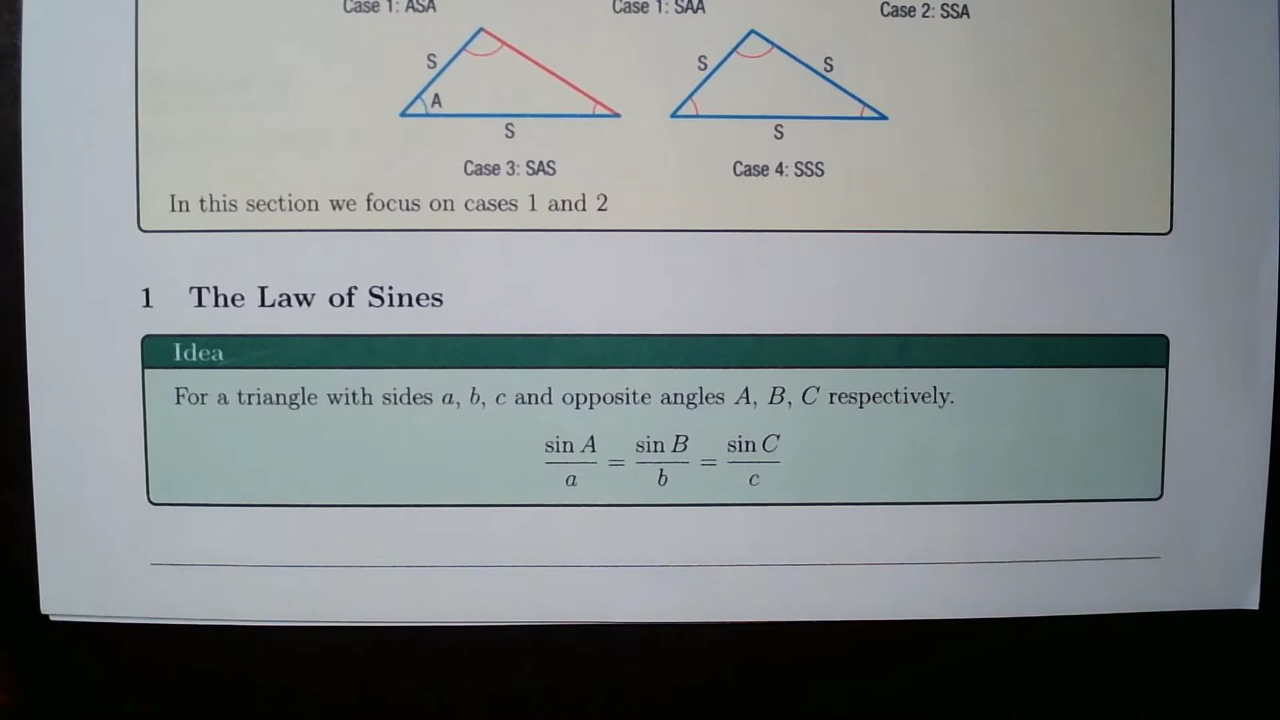 Case 1: ASA Case 1: SAA Case 2: SSA
S S S
A
S S
Case 3: SAS Case 4: SSS
In this section we focus on cases 1 and 2
1 The Law of Sines
Idea
For a triangle with sides a, b, c and opposite angles A, B, C respectively.
sin A / a = sin B / b = sin C / c